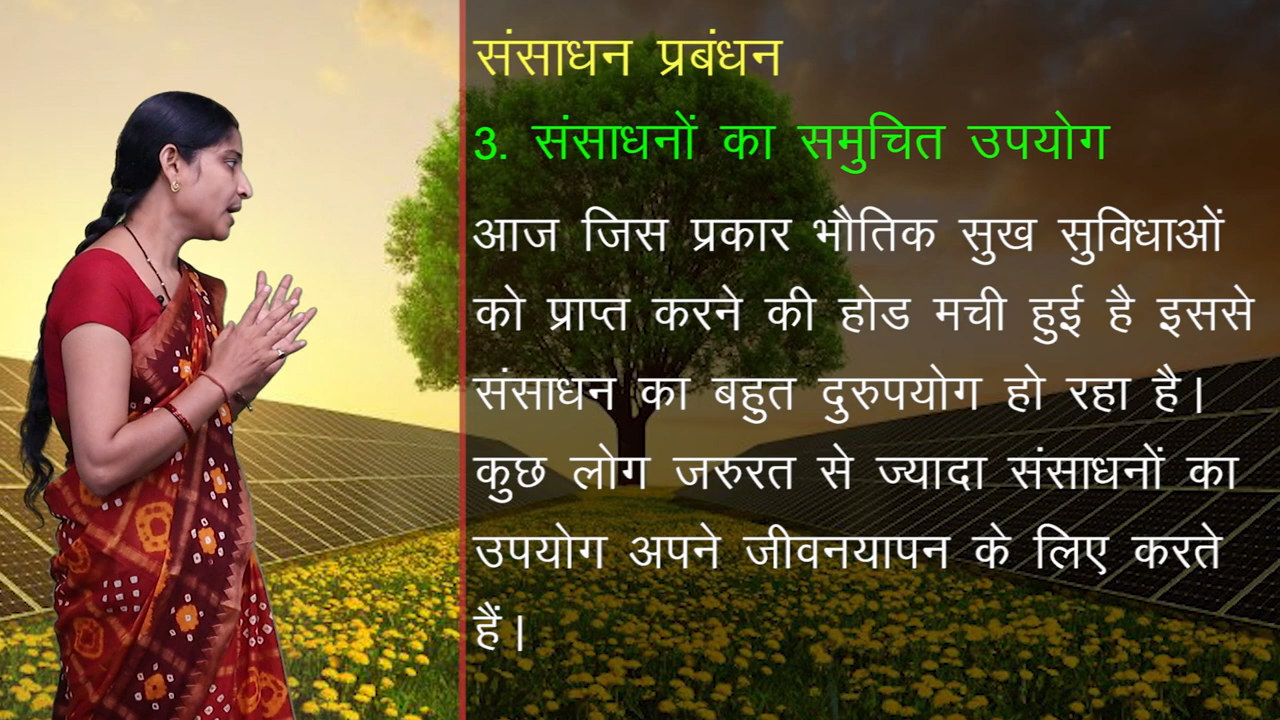 संसाधन प्रबंधन
3. संसाधनों का समुचित उपयोग
आज जिस प्रकार भौतिक सुख सुविधाओं
को प्राप्त करने की होड मची हुई है इससे
संसाधन का बहुत दुरुपयोग हो रहा है।
कुछ लोग जरुरत से ज्यादा संसाधनों का
उपयोग अपने जीवनयापन के लिए करते
हैं।